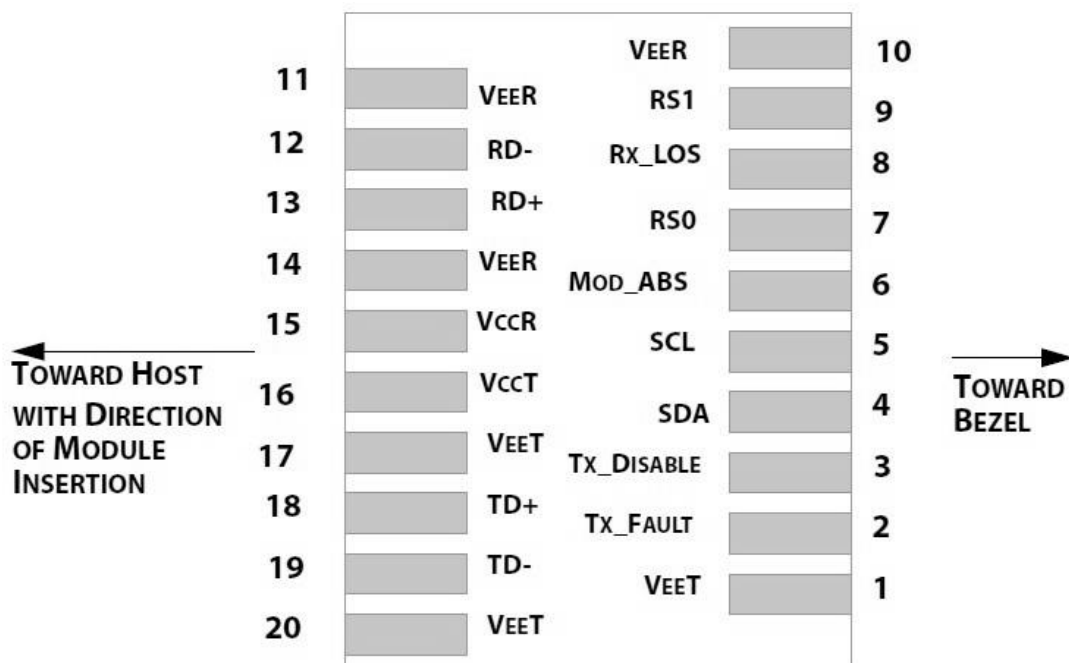 11 VEER
12 RD-
13 RD+
14 VEER
15 VCCR
16 VCCT
17 VEET
18 TD+
19 TD-
20 VEET
VEER 10
RS1 9
RX_LOS 8
RS0 7
MOD_ABS 6
SCL 5
SDA 4
TX_DISABLE 3
TX_FAULT 2
VEET 1
TOWARD HOST
WITH DIRECTION
OF MODULE
INSERTION
TOWARD
BEZEL